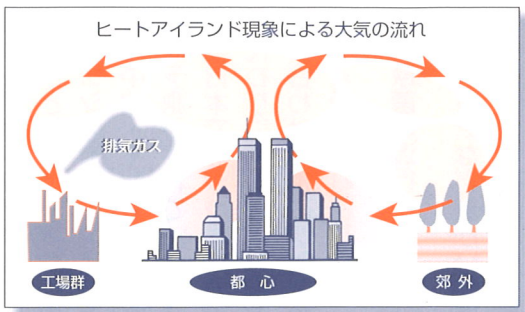 ヒートアイランド現象による大気の流れ
排気ガス
工場群
都心
郊外